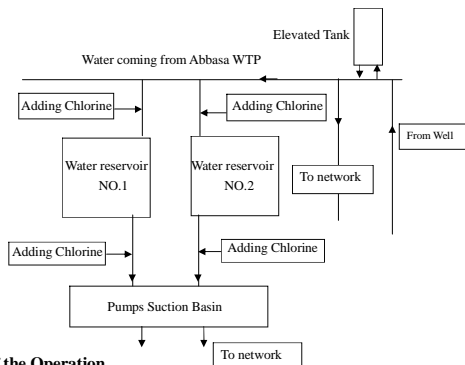 Elevated Tank
Water coming from Abbasa WTP
Adding Chlorine
Adding Chlorine
From Well
Water reservoir
NO.1
Water reservoir
NO.2
To network
Adding Chlorine
Adding Chlorine
Pumps Suction Basin
To network
the Operation